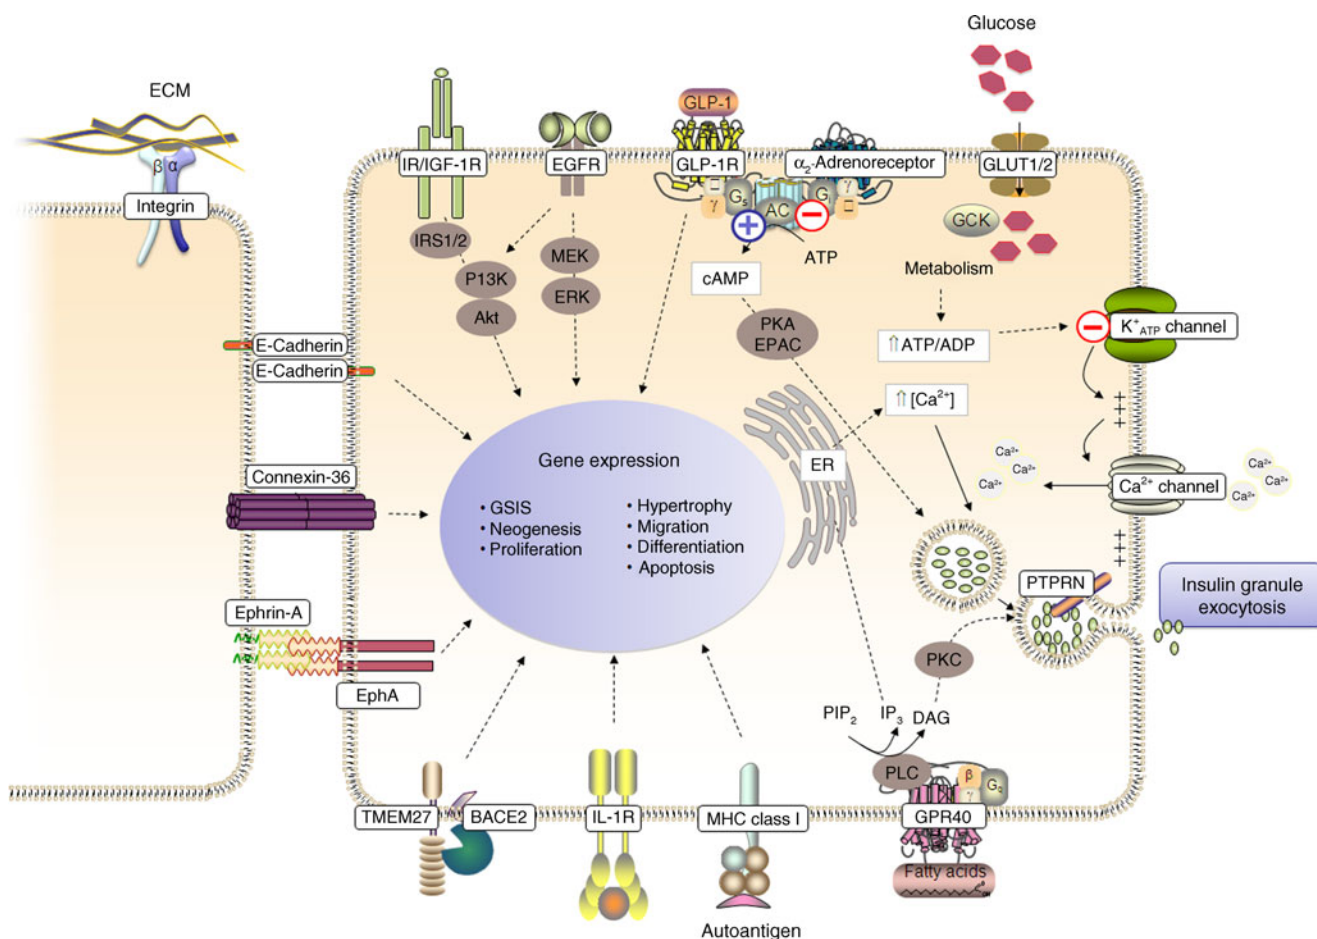 Glucose
ECM
GLP-1
β α
IR/IGF-1R
EGFR
GLP-1R
α₂-Adrenoreceptor
GLUT1/2
Integrin
γ
Gₛ
AC
Gᵢ
γ
GCK
IRS1/2
MEK
ATP
P13K
cAMP
Metabolism
ERK
Akt
PKA
EPAC
K⁺ATP channel
E-Cadherin
⇑ATP/ADP
E-Cadherin
⇑[Ca²⁺]
+++
Gene expression
ER
Ca²⁺
Ca²⁺
Ca²⁺
Ca²⁺
Ca²⁺
Ca²⁺
Connexin-36
Ca²⁺ channel
• GSIS
• Neogenesis
• Proliferation
• Hypertrophy
• Migration
• Differentiation
• Apoptosis
+++
PTPRN
Insulin granule
exocytosis
Ephrin-A
PKC
EphA
PIP₂
IP₃
DAG
PLC
β
γ
Gq
TMEM27
BACE2
IL-1R
MHC class I
GPR40
Fatty acids
Autoantigen